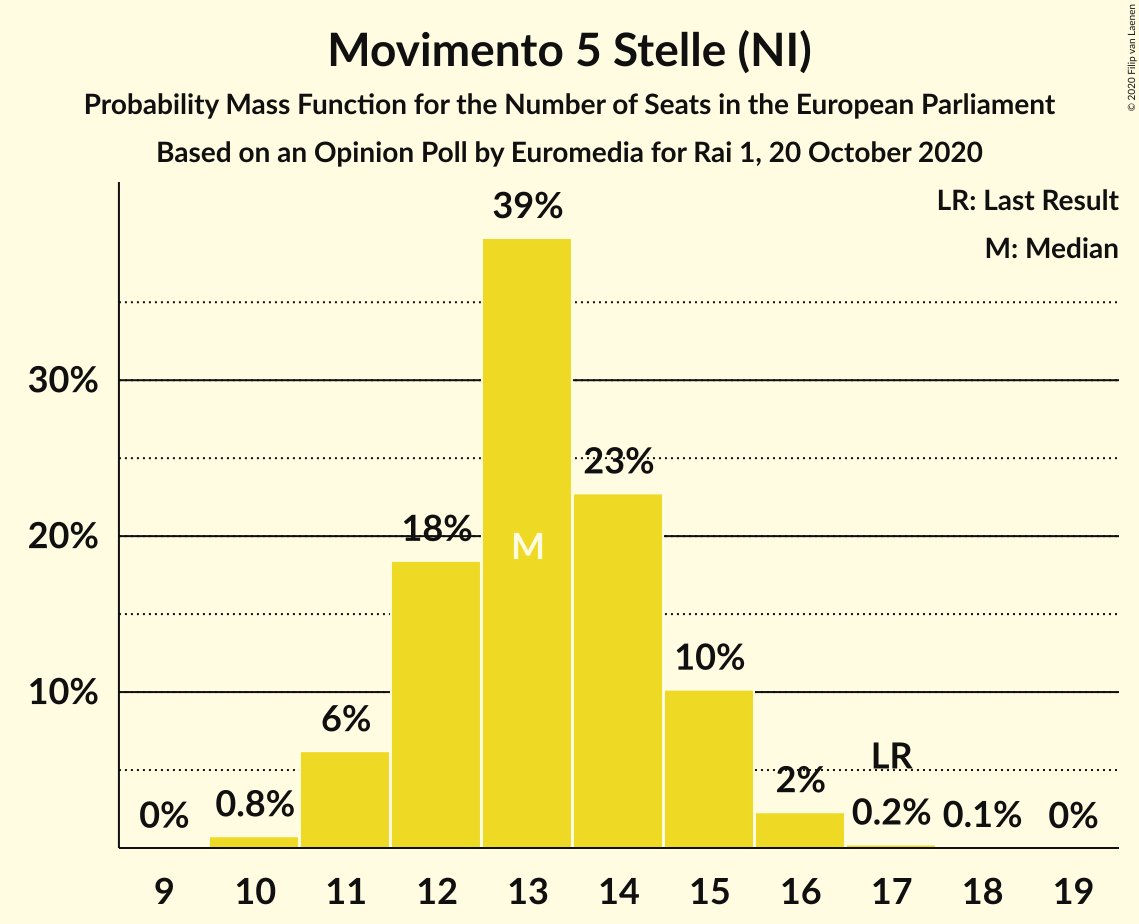 Movimento 5 Stelle (NI)
Probability Mass Function for the Number of Seats in the European Parliament
Based on an Opinion Poll by Euromedia for Rai 1, 20 October 2020
© 2020 Filip van Laenen
LR: Last Result
M: Median
39%
30%
23%
20%
18%
M
10%
10%
6%
LR
2%
0%
0.8%
0.2%
0.1%
0%
9 10 11 12 13 14 15 16 17 18 19